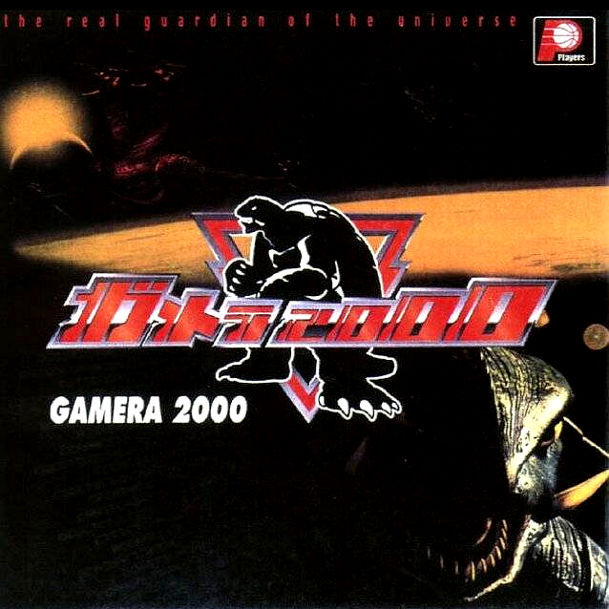 the real guardian of the universe
P
Players
ガメラ2000
GAMERA 2000